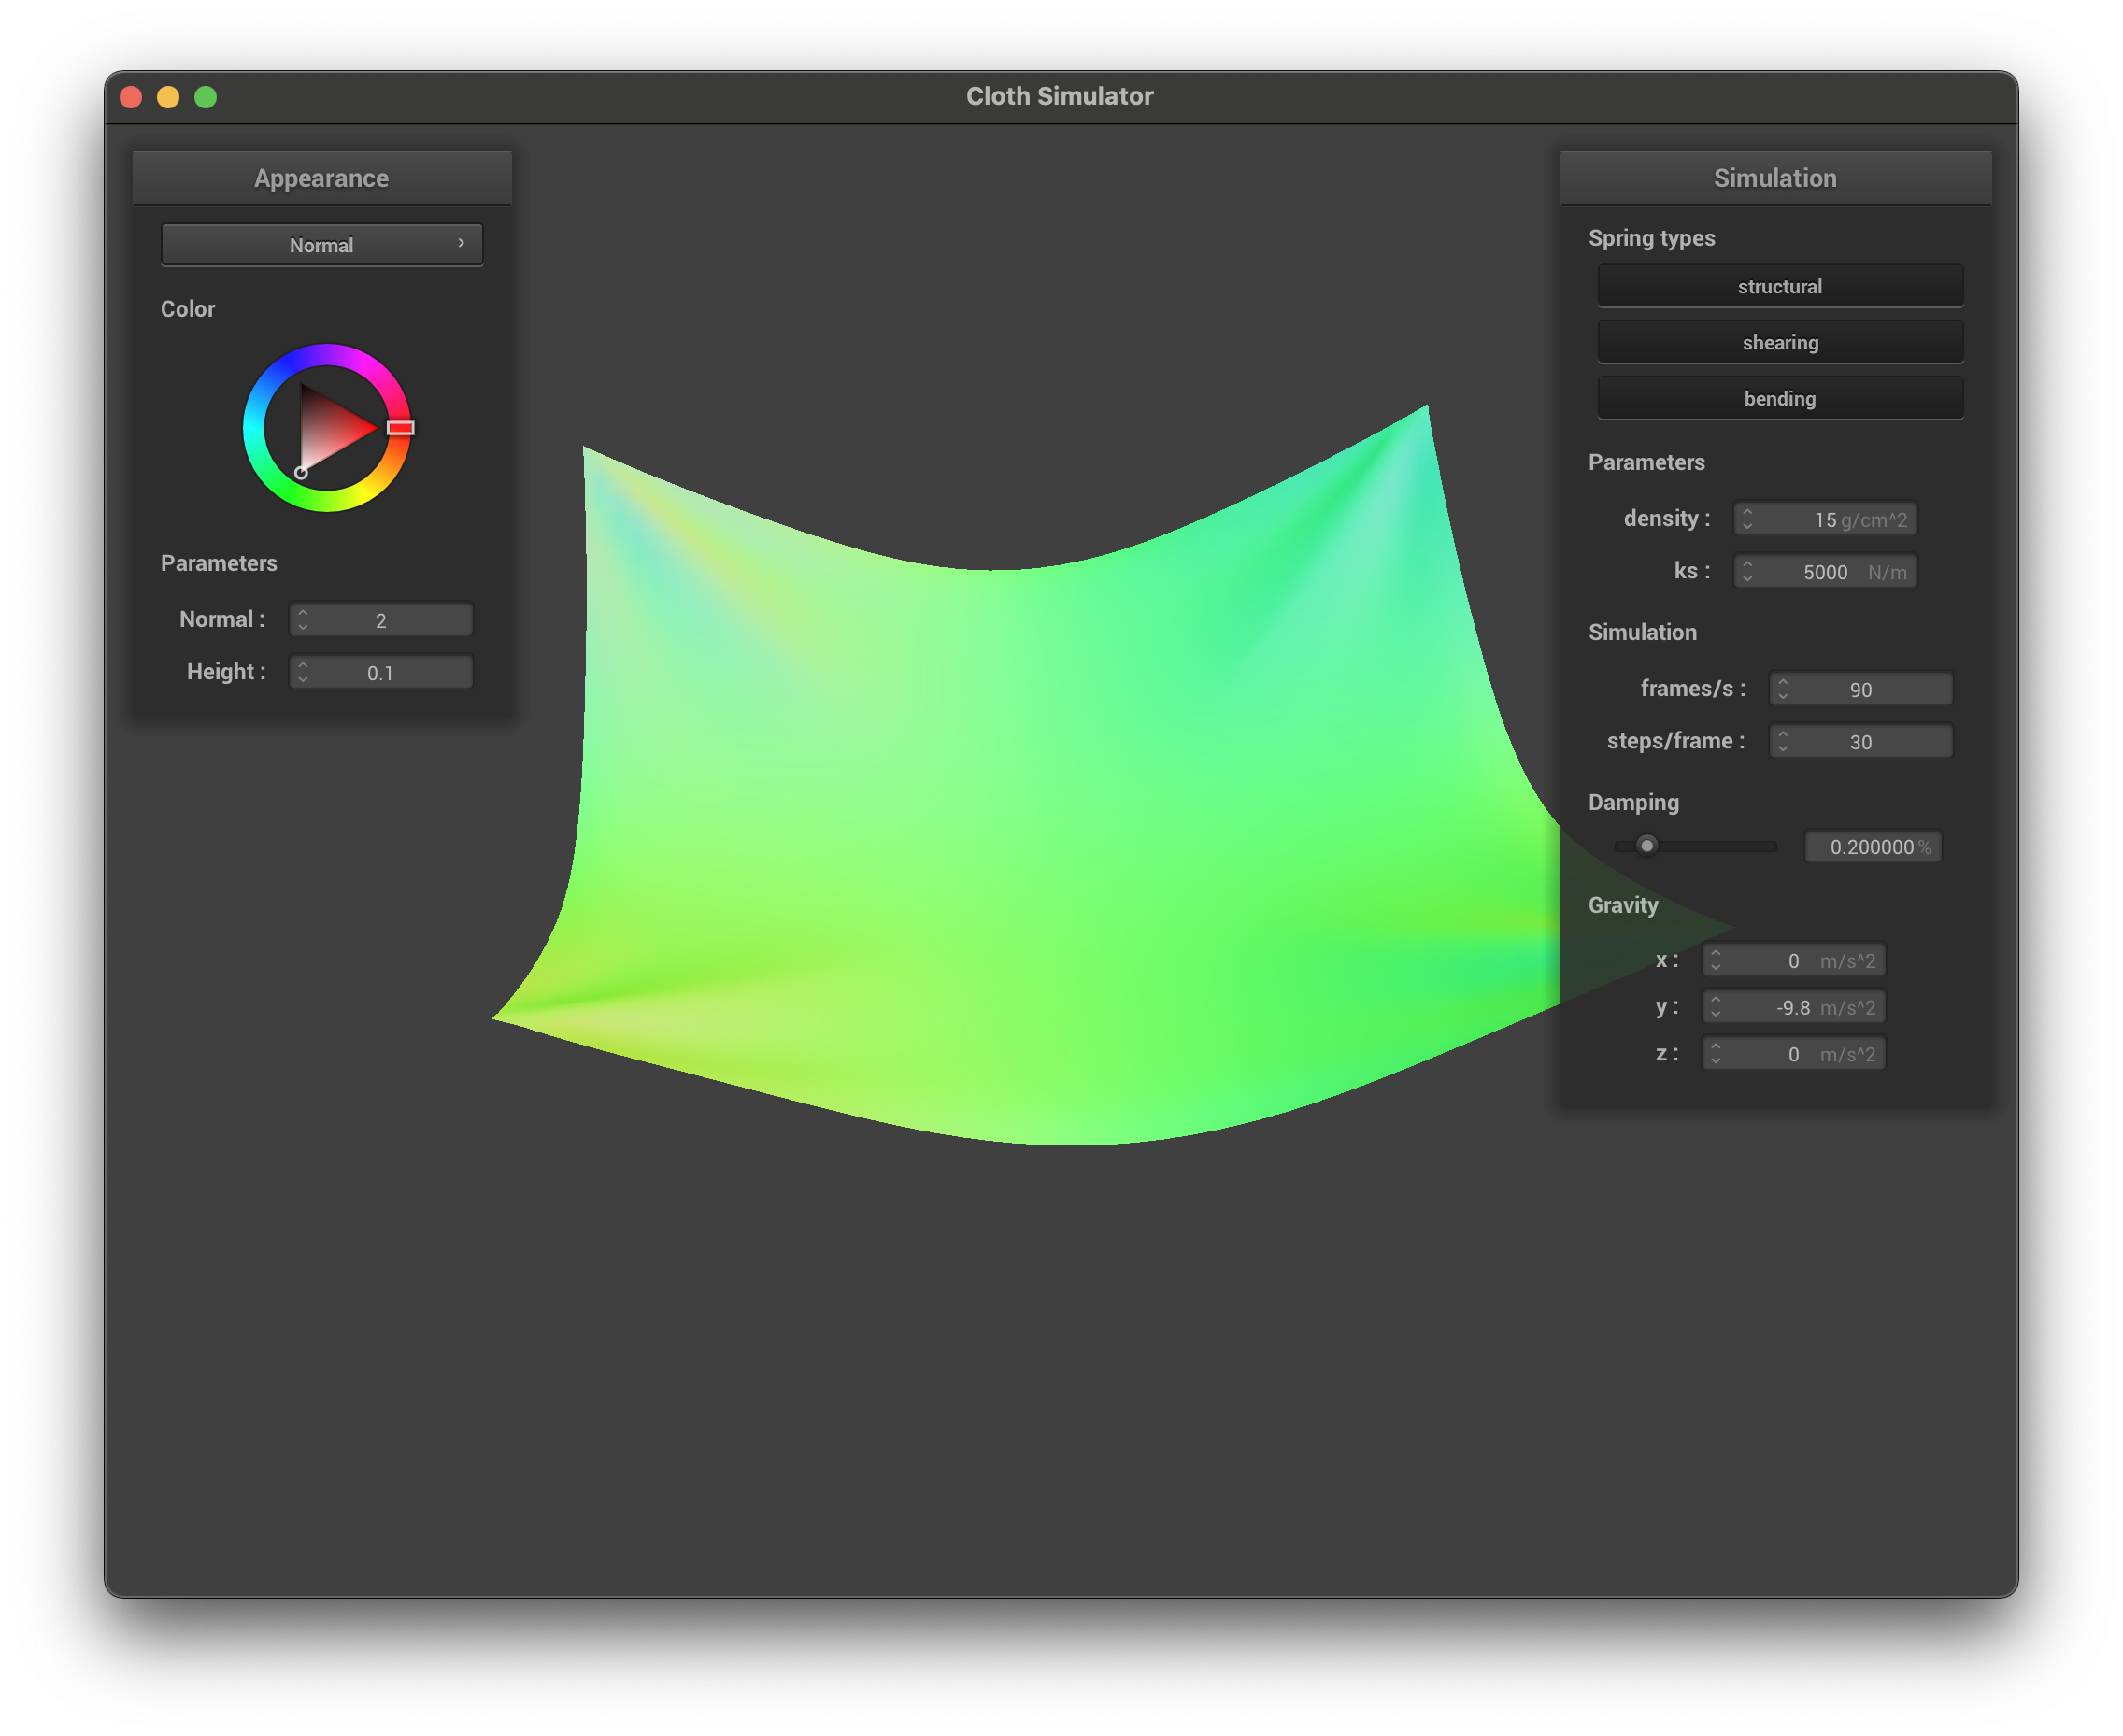 Cloth Simulator
Appearance
Normal
Color
Parameters
Normal : 2
Height : 0.1
Simulation
Spring types
structural
shearing
bending
Parameters
density : 15 g/cm^2
ks : 5000 N/m
Simulation
frames/s : 90
steps/frame : 30
Damping
0.200000 %
Gravity
x : 0 m/s^2
y : -9.8 m/s^2
z : 0 m/s^2